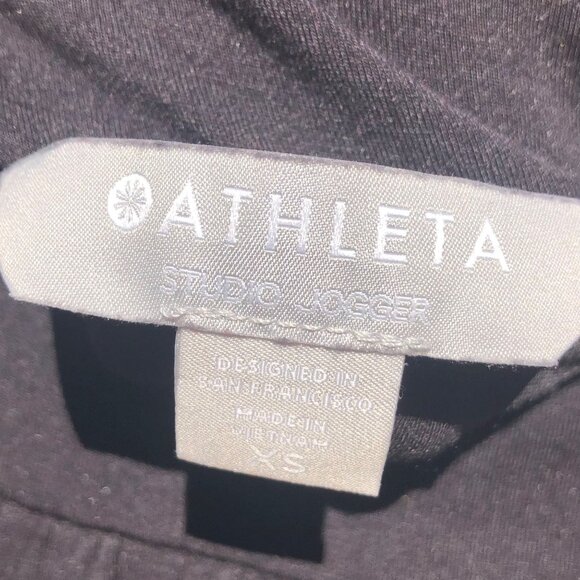 ATHLETA
STUDIO JOGGER
DESIGNED IN
SAN FRANCISCO
MADE IN
VIETNAM
XS